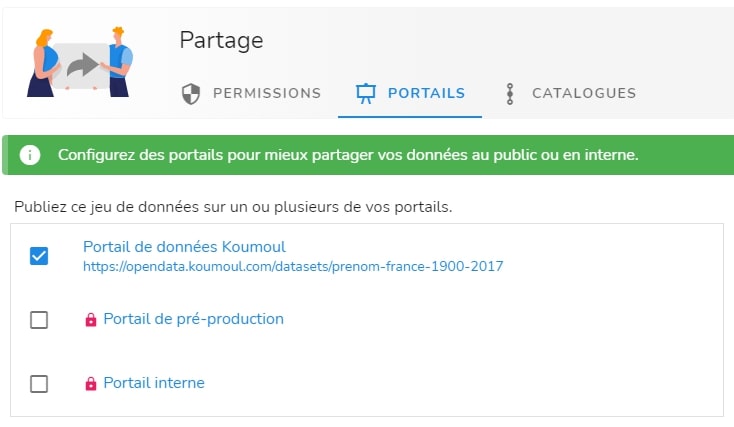 Partage
PERMISSIONS PORTAILS CATALOGUES
Configurez des portails pour mieux partager vos données au public ou en interne.
Publiez ce jeu de données sur un ou plusieurs de vos portails.
Portail de données Koumoul
https://opendata.koumoul.com/datasets/prenom-france-1900-2017
Portail de pré-production
Portail interne